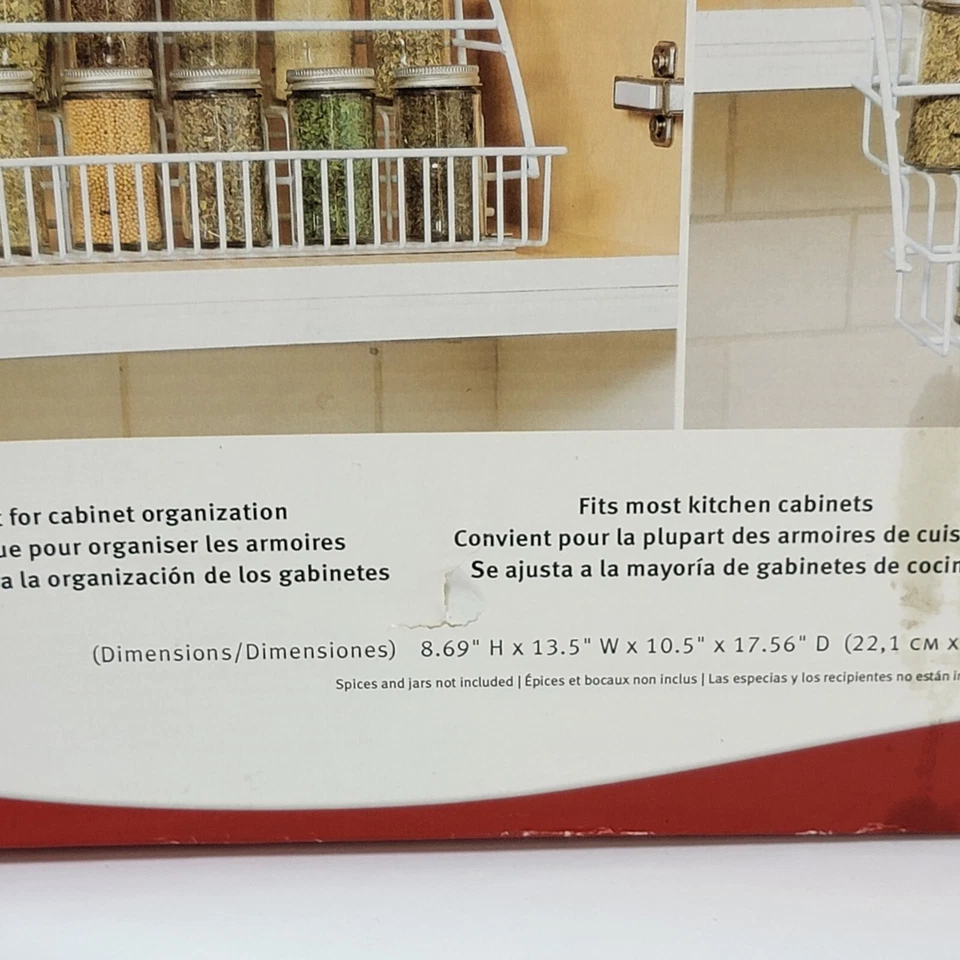 for cabinet organization
ue pour organiser les armoires
a la organización de los gabinetes
Fits most kitchen cabinets
Convient pour la plupart des armoires de cuis
Se ajusta a la mayoría de gabinetes de cocin
(Dimensions/Dimensiones) 8.69" H x 13.5" W x 10.5" x 17.56" D (22,1 CM X
Spices and jars not included | Épices et bocaux non inclus | Las especias y los recipientes no están in